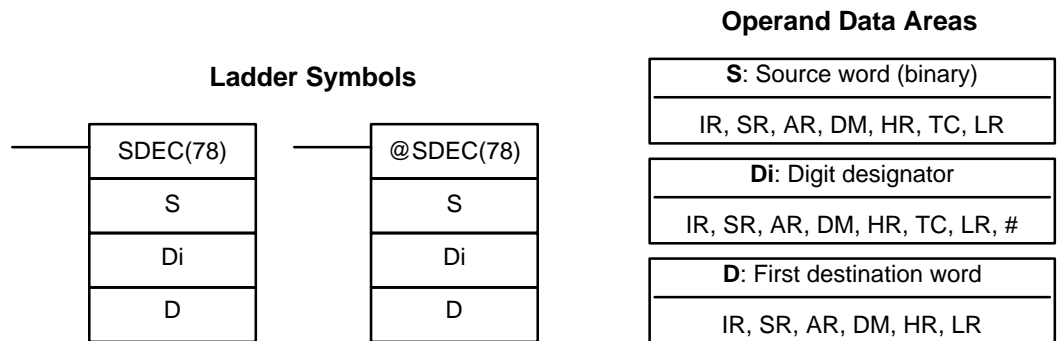 Ladder Symbols
SDEC(78)
S
Di
D
@SDEC(78)
S
Di
D
Operand Data Areas
S: Source word (binary)
IR, SR, AR, DM, HR, TC, LR
Di: Digit designator
IR, SR, AR, DM, HR, TC, LR, #
D: First destination word
IR, SR, AR, DM, HR, LR